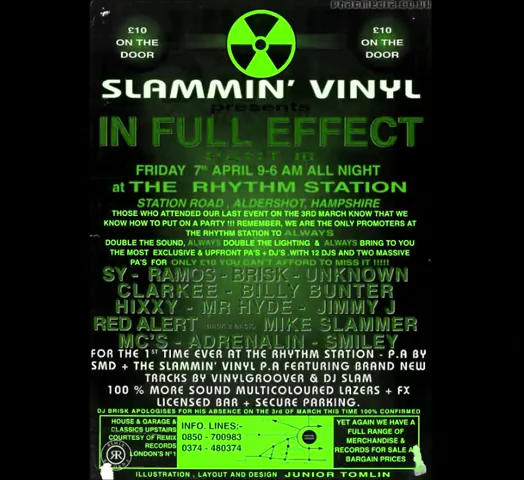 phatmedia.co.uk
£10 ON THE DOOR
£10 ON THE DOOR
SLAMMIN' VINYL
presents
IN FULL EFFECT
PART III
FRIDAY 7th APRIL 9-6 AM ALL NIGHT
at THE RHYTHM STATION
STATION ROAD , ALDERSHOT, HAMPSHIRE
THOSE WHO ATTENDED OUR LAST EVENT ON THE 3RD MARCH KNOW THAT WE
KNOW HOW TO PUT ON A PARTY !!! REMEMBER, WE ARE THE ONLY PROMOTERS AT
THE RHYTHM STATION TO ALWAYS
DOUBLE THE SOUND, ALWAYS DOUBLE THE LIGHTING & ALWAYS BRING TO YOU
THE MOST EXCLUSIVE & UPFRONT PA'S + DJ'S .WITH 12 DJS AND TWO MASSIVE
PA'S FOR ONLY £10 YOU CAN'T AFFORD TO MISS IT !!!!!
SY - RAMOS - BRISK - UNKNOWN
CLARKEE - BILLY BUNTER
HIXXY - MR HYDE - JIMMY J
RED ALERT MIKE SLAMMER
MC'S - ADRENALIN - SMILEY
FOR THE 1ST TIME EVER AT THE RHYTHM STATION - P.A BY
SMD + THE SLAMMIN' VINYL P.A FEATURING BRAND NEW
TRACKS BY VINYLGROOVER & DJ SLAM
100 % MORE SOUND MULTICOLOURED LAZERS + FX
LICENSED BAR + SECURE PARKING.
DJ BRISK APOLOGISES FOR HIS ABSENCE ON THE 3rd OF MARCH THIS TIME 100% CONFIRMED
HOUSE & GARAGE &
CLASSICS UPSTAIRS
COURTESY OF REMIX
RECORDS
LONDON'S Nº1
INFO. LINES:-
0850 - 700983
0374 - 480374
YET AGAIN WE HAVE A
FULL RANGE OF
MERCHANDISE &
RECORDS FOR SALE AT
BARGAIN PRICES
ILLUSTRATION , LAYOUT AND DESIGN JUNIOR TOMLIN